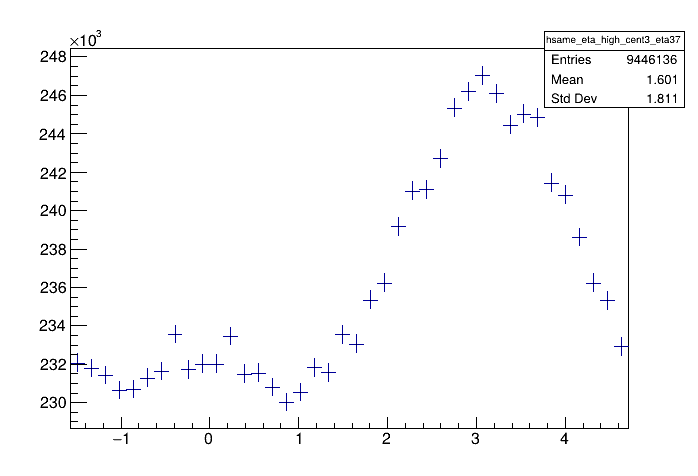 ×10³
hsame_eta_high_cent3_eta37
Entries 9446136
Mean 1.601
Std Dev 1.811
248
246
244
242
240
238
236
234
232
230
−1 0 1 2 3 4